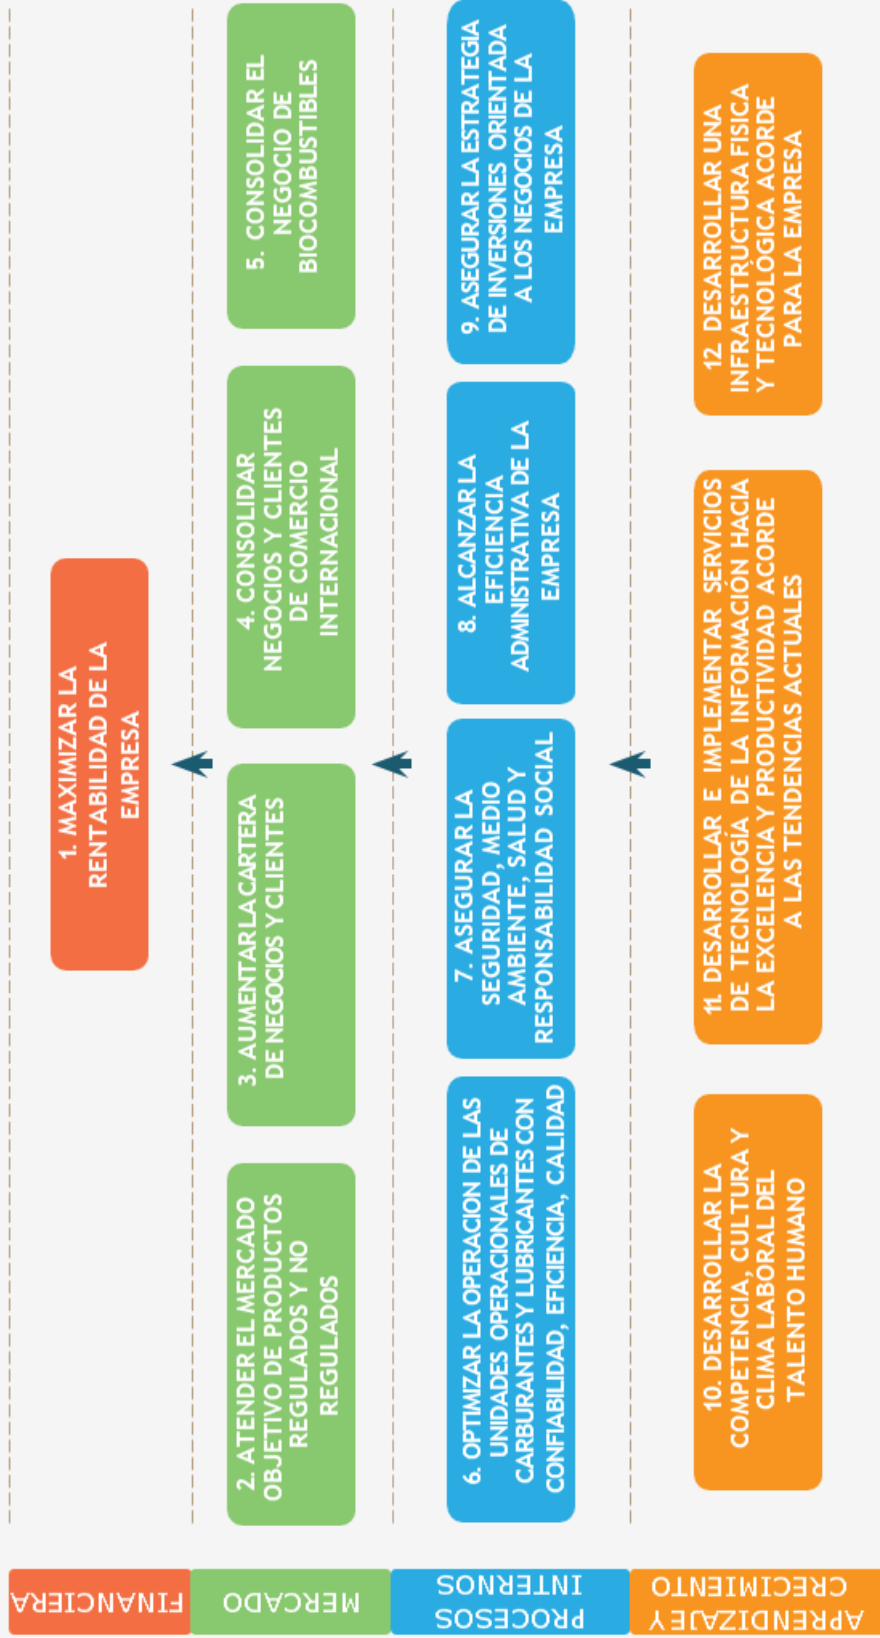 FINANCIERA
1. MAXIMIZAR LA
RENTABILIDAD DE LA
EMPRESA
MERCADO
2. ATENDER EL MERCADO
OBJETIVO DE PRODUCTOS
REGULADOS Y NO
REGULADOS
3. AUMENTAR LA CARTERA
DE NEGOCIOS Y CLIENTES
4. CONSOLIDAR
NEGOCIOS Y CLIENTES
DE COMERCIO
INTERNACIONAL
5. CONSOLIDAR EL
NEGOCIO DE
BIOCOMBUSTIBLES
PROCESOS
INTERNOS
6. OPTIMIZAR LA OPERACION DE LAS
UNIDADES OPERACIONALES DE
CARBURANTES Y LUBRICANTES CON
CONFIABILIDAD, EFICIENCIA, CALIDAD
7. ASEGURAR LA
SEGURIDAD, MEDIO
AMBIENTE, SALUD Y
RESPONSABILIDAD SOCIAL
8. ALCANZAR LA
EFICIENCIA
ADMINISTRATIVA DE LA
EMPRESA
9. ASEGURAR LA ESTRATEGIA
DE INVERSIONES ORIENTADA
A LOS NEGOCIOS DE LA
EMPRESA
APRENDIZAJE Y
CRECIMIENTO
10. DESARROLLAR LA
COMPETENCIA, CULTURA Y
CLIMA LABORAL DEL
TALENTO HUMANO
11. DESARROLLAR E IMPLEMENTAR SERVICIOS
DE TECNOLOGÍA DE LA INFORMACIÓN HACIA
LA EXCELENCIA Y PRODUCTIVIDAD ACORDE
A LAS TENDENCIAS ACTUALES
12. DESARROLLAR UNA
INFRAESTRUCTURA FISICA
Y TECNOLÓGICA ACORDE
PARA LA EMPRESA